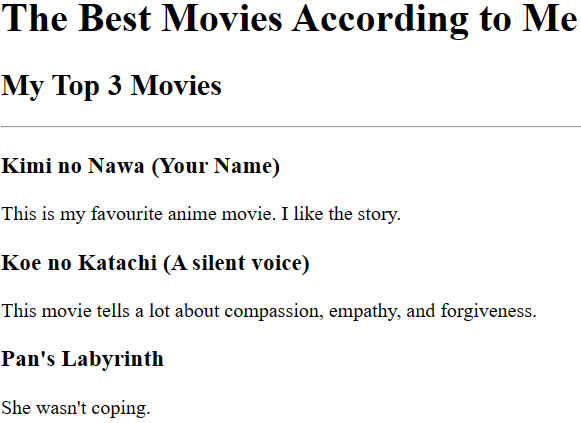 The Best Movies According to Me
My Top 3 Movies
Kimi no Nawa (Your Name)
This is my favourite anime movie. I like the story.
Koe no Katachi (A silent voice)
This movie tells a lot about compassion, empathy, and forgiveness.
Pan's Labyrinth
She wasn't coping.